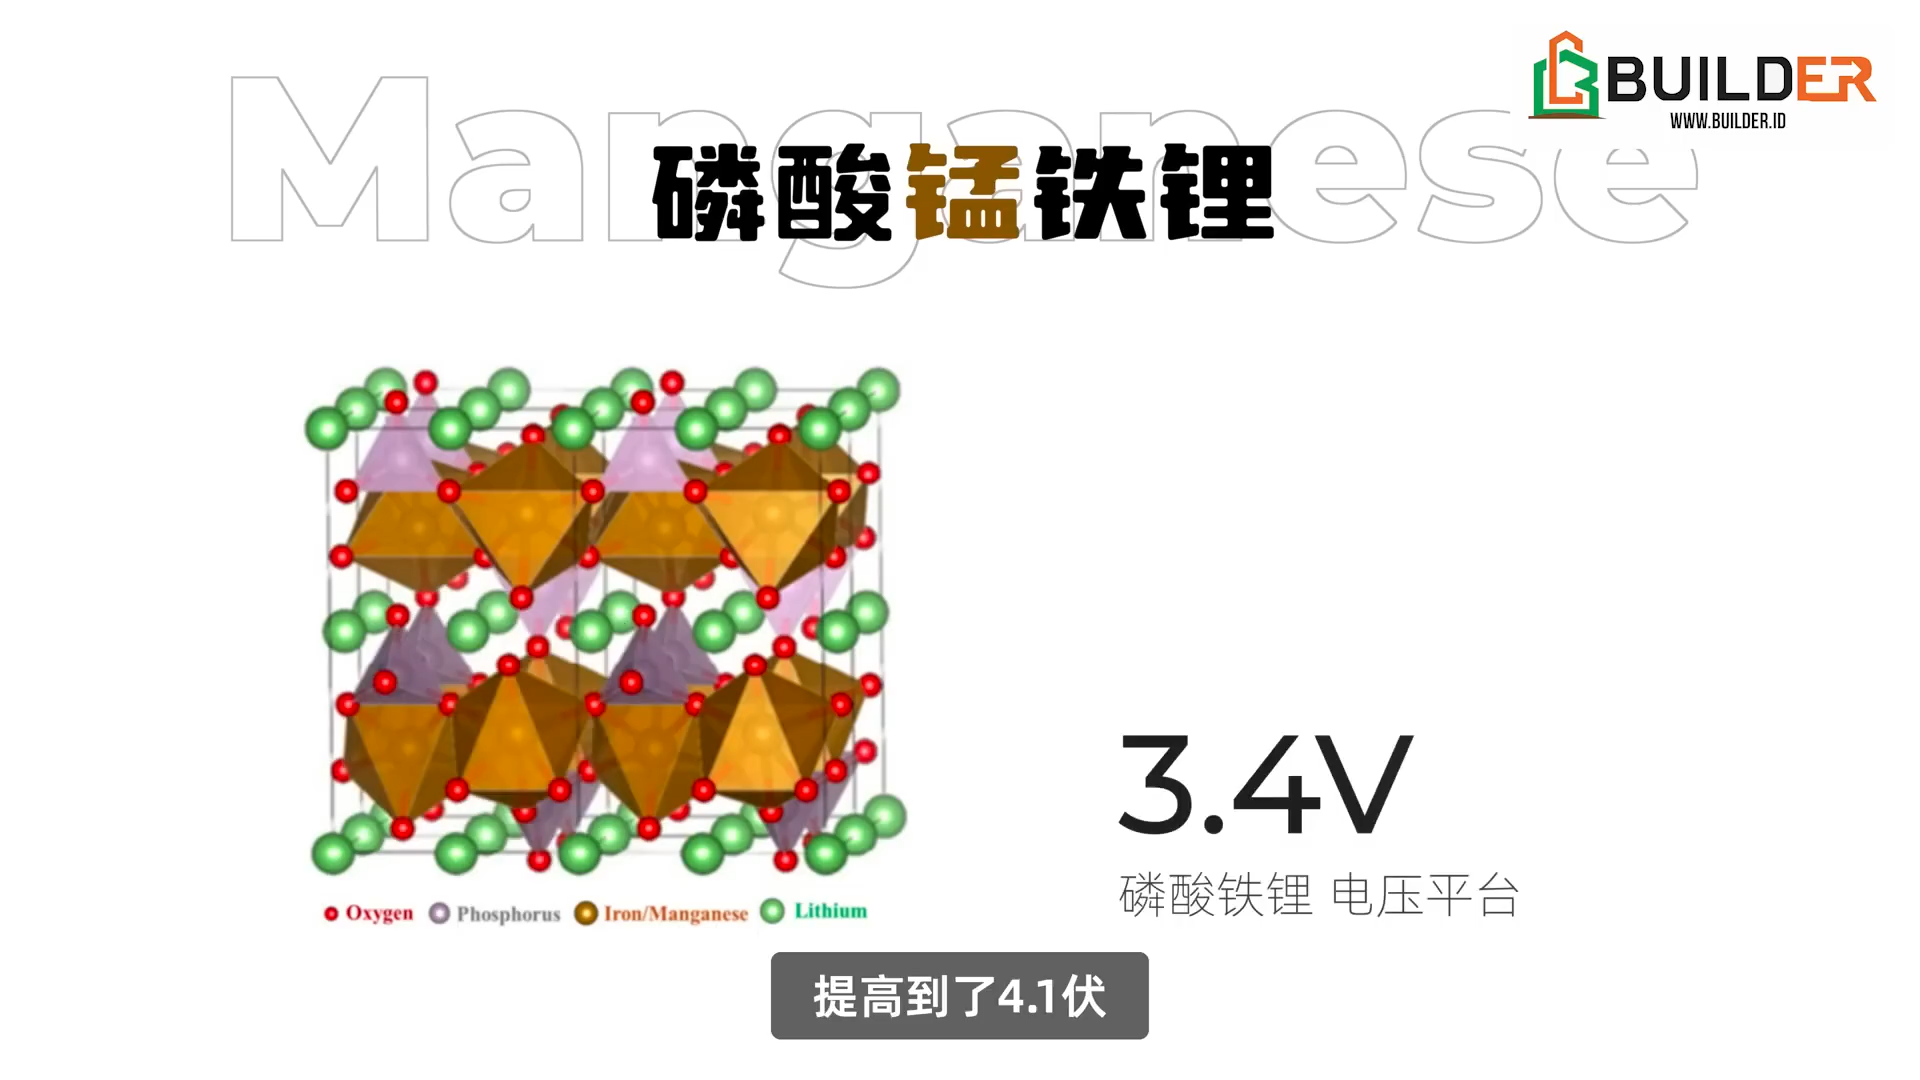 BUILDER
WWW.BUILDER.ID
Manganese
磷酸锰铁锂
Oxygen Phosphorus Iron/Manganese Lithium
3.4V
磷酸铁锂 电压平台
提高到了4.1伏